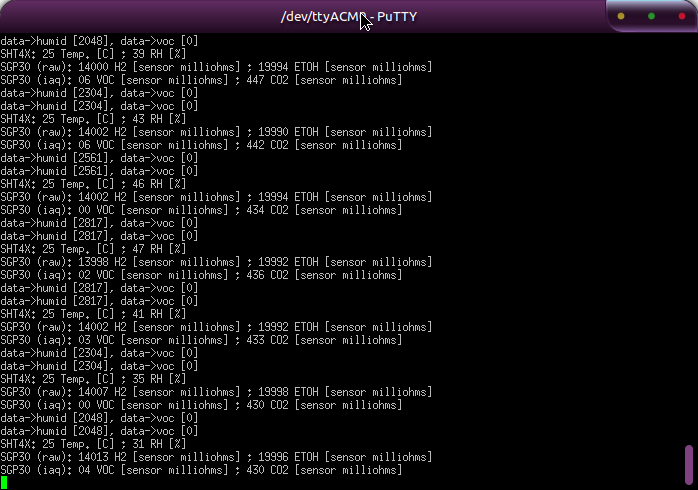 /dev/ttyACM0 - PuTTY
data->humid [2048], data->voc [0]
SHT4X: 25 Temp. [C] ; 39 RH [%]
SGP30 (raw): 14000 H2 [sensor milliohms] ; 19994 ETOH [sensor milliohms]
SGP30 (iaq): 06 VOC [sensor milliohms] ; 447 CO2 [sensor milliohms]
data->humid [2304], data->voc [0]
data->humid [2304], data->voc [0]
SHT4X: 25 Temp. [C] ; 43 RH [%]
SGP30 (raw): 14002 H2 [sensor milliohms] ; 19990 ETOH [sensor milliohms]
SGP30 (iaq): 06 VOC [sensor milliohms] ; 442 CO2 [sensor milliohms]
data->humid [2561], data->voc [0]
data->humid [2561], data->voc [0]
SHT4X: 25 Temp. [C] ; 46 RH [%]
SGP30 (raw): 14002 H2 [sensor milliohms] ; 19994 ETOH [sensor milliohms]
SGP30 (iaq): 00 VOC [sensor milliohms] ; 434 CO2 [sensor milliohms]
data->humid [2817], data->voc [0]
data->humid [2817], data->voc [0]
SHT4X: 25 Temp. [C] ; 47 RH [%]
SGP30 (raw): 13998 H2 [sensor milliohms] ; 19992 ETOH [sensor milliohms]
SGP30 (iaq): 02 VOC [sensor milliohms] ; 436 CO2 [sensor milliohms]
data->humid [2817], data->voc [0]
data->humid [2817], data->voc [0]
SHT4X: 25 Temp. [C] ; 41 RH [%]
SGP30 (raw): 14002 H2 [sensor milliohms] ; 19992 ETOH [sensor milliohms]
SGP30 (iaq): 03 VOC [sensor milliohms] ; 433 CO2 [sensor milliohms]
data->humid [2304], data->voc [0]
data->humid [2304], data->voc [0]
SHT4X: 25 Temp. [C] ; 35 RH [%]
SGP30 (raw): 14007 H2 [sensor milliohms] ; 19998 ETOH [sensor milliohms]
SGP30 (iaq): 00 VOC [sensor milliohms] ; 430 CO2 [sensor milliohms]
data->humid [2048], data->voc [0]
data->humid [2048], data->voc [0]
SHT4X: 25 Temp. [C] ; 31 RH [%]
SGP30 (raw): 14013 H2 [sensor milliohms] ; 19996 ETOH [sensor milliohms]
SGP30 (iaq): 04 VOC [sensor milliohms] ; 430 CO2 [sensor milliohms]